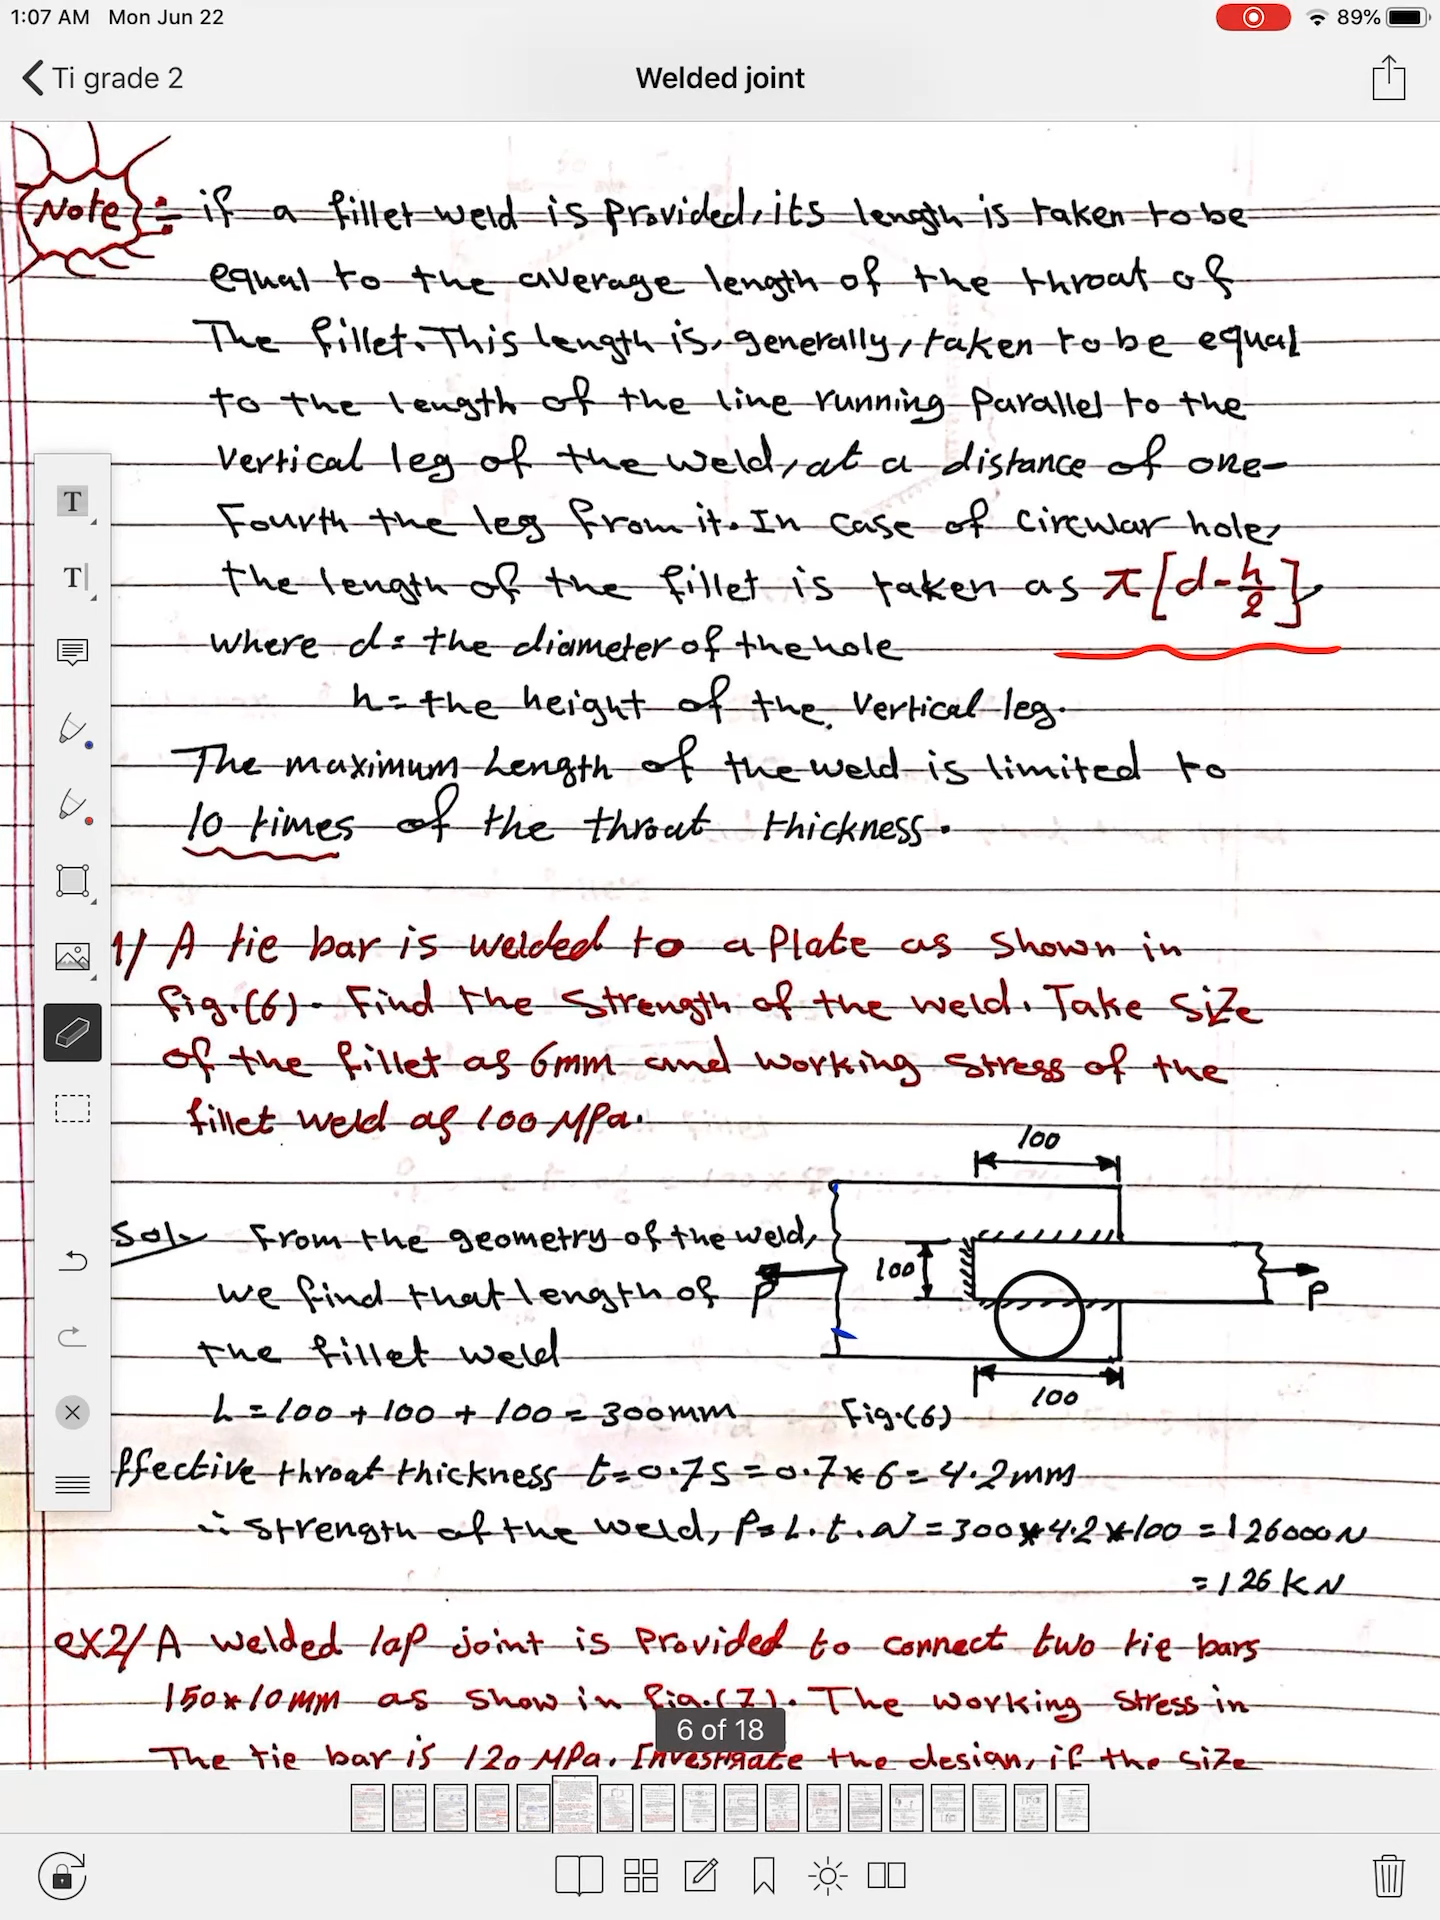 1:07 AM Mon Jun 22
89%
Ti grade 2
Welded joint
Note:= if a fillet weld is provided, its length is taken to be
equal to the average length of the throat of
The fillet. This length is, generally, taken to be equal
to the length of the line running parallel to the
vertical leg of the weld, at a distance of one-
Fourth the leg from it. In case of circular hole,
the length of the fillet is taken as π[d-h/2],
where d= the diameter of the hole
h= the height of the vertical leg.
The maximum Length of the weld is limited to
10 times of the throat thickness.
1/ A tie bar is welded to a Plate as shown in
fig.(6). Find the strength of the weld. Take size
of the fillet as 6mm and working stress of the
fillet weld as 100 MPa.
100
Sol. From the geometry of the weld,
we find that length of
the fillet weld
100
P
P
100
L = 100 + 100 + 100 = 300mm
Fig.(6)
ffective throat thickness t=0.7S=0.7*6=4.2mm
∴ strength of the weld, P=L.t.σ = 300*4.2*100 = 126000N
= 126 KN
ex2/ A welded lap joint is provided to connect two tie bars
150*10mm as show in fig.(7). The working stress in
6 of 18
The tie bar is 120 MPa. Investigate the design, if the size
T
T